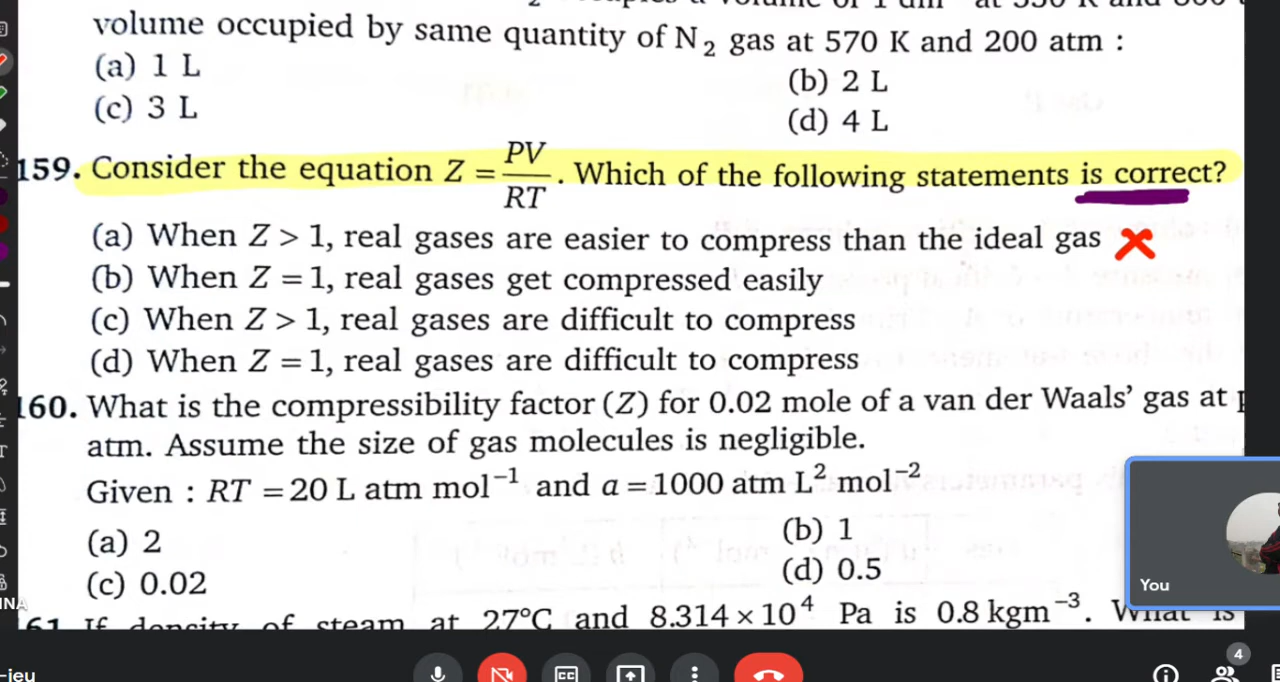 volume occupied by same quantity of N₂ gas at 570 K and 200 atm :
(a) 1 L (b) 2 L
(c) 3 L (d) 4 L
159. Consider the equation Z = PV/RT . Which of the following statements is correct?
(a) When Z > 1, real gases are easier to compress than the ideal gas
(b) When Z = 1, real gases get compressed easily
(c) When Z > 1, real gases are difficult to compress
(d) When Z = 1, real gases are difficult to compress
160. What is the compressibility factor (Z) for 0.02 mole of a van der Waals' gas at
atm. Assume the size of gas molecules is negligible.
Given : RT = 20 L atm mol⁻¹ and a = 1000 atm L² mol⁻²
(a) 2 (b) 1
(c) 0.02 (d) 0.5
You
61. If density of steam at 27°C and 8.314 × 10⁴ Pa is 0.8 kgm⁻³. What is
4
-jeu